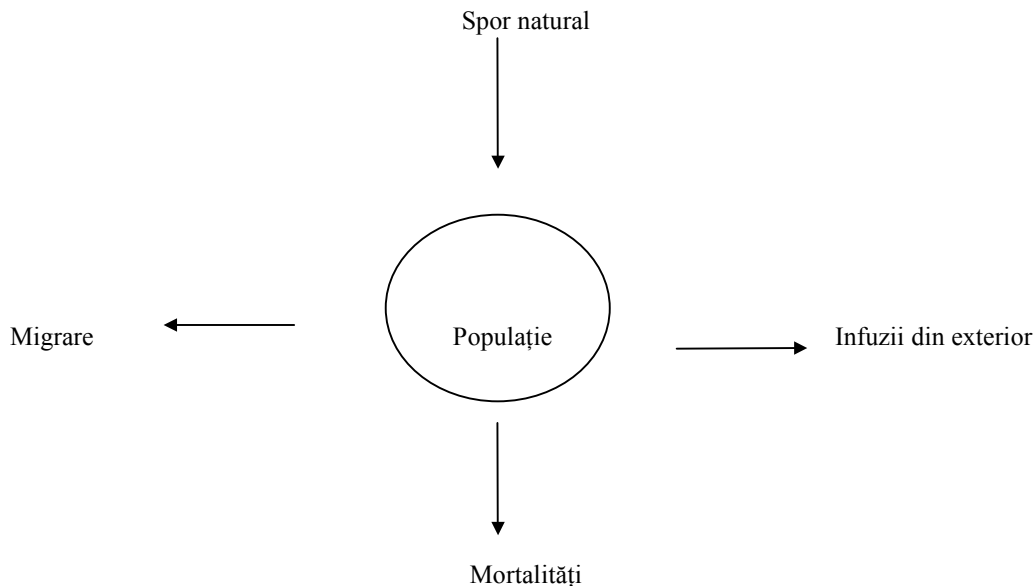 Spor natural
Migrare
Populație
Infuzii din exterior
Mortalități